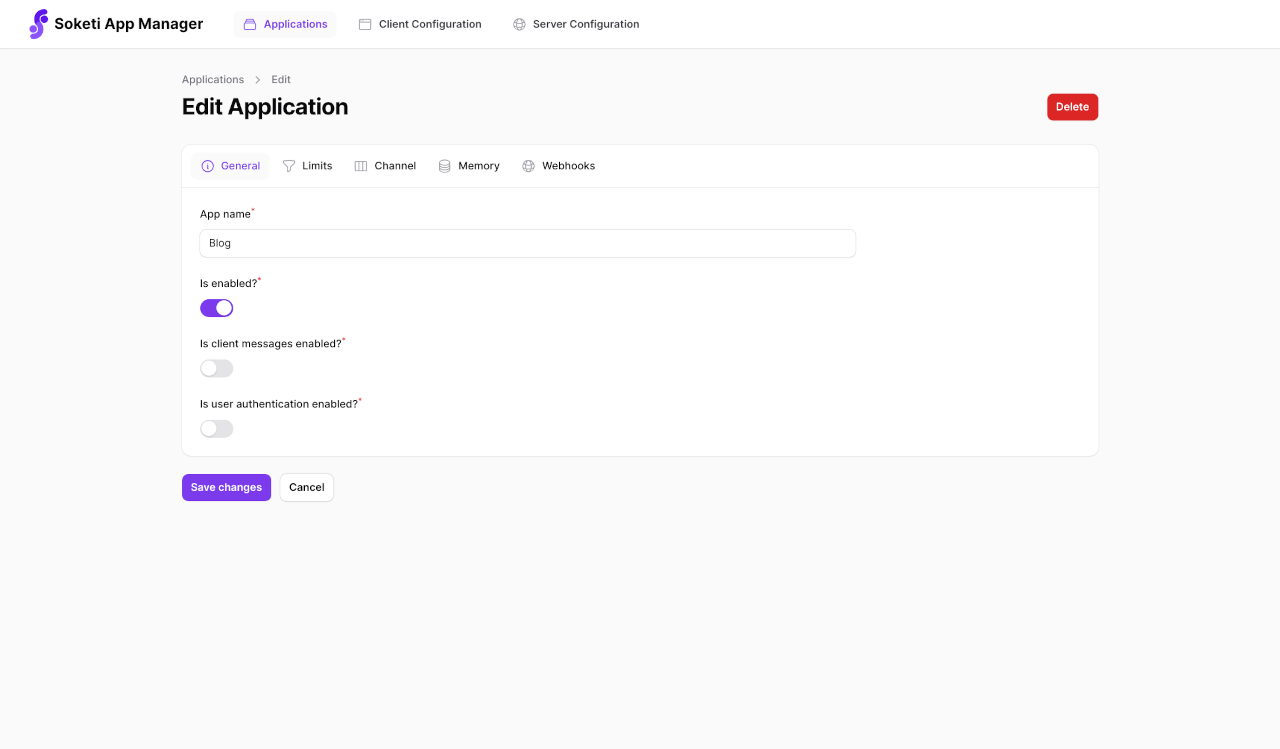 Soketi App Manager
Applications
Client Configuration
Server Configuration
Applications > Edit
Edit Application
Delete
General
Limits
Channel
Memory
Webhooks
App name*
Blog
Is enabled?*
Is client messages enabled?*
Is user authentication enabled?*
Save changes
Cancel